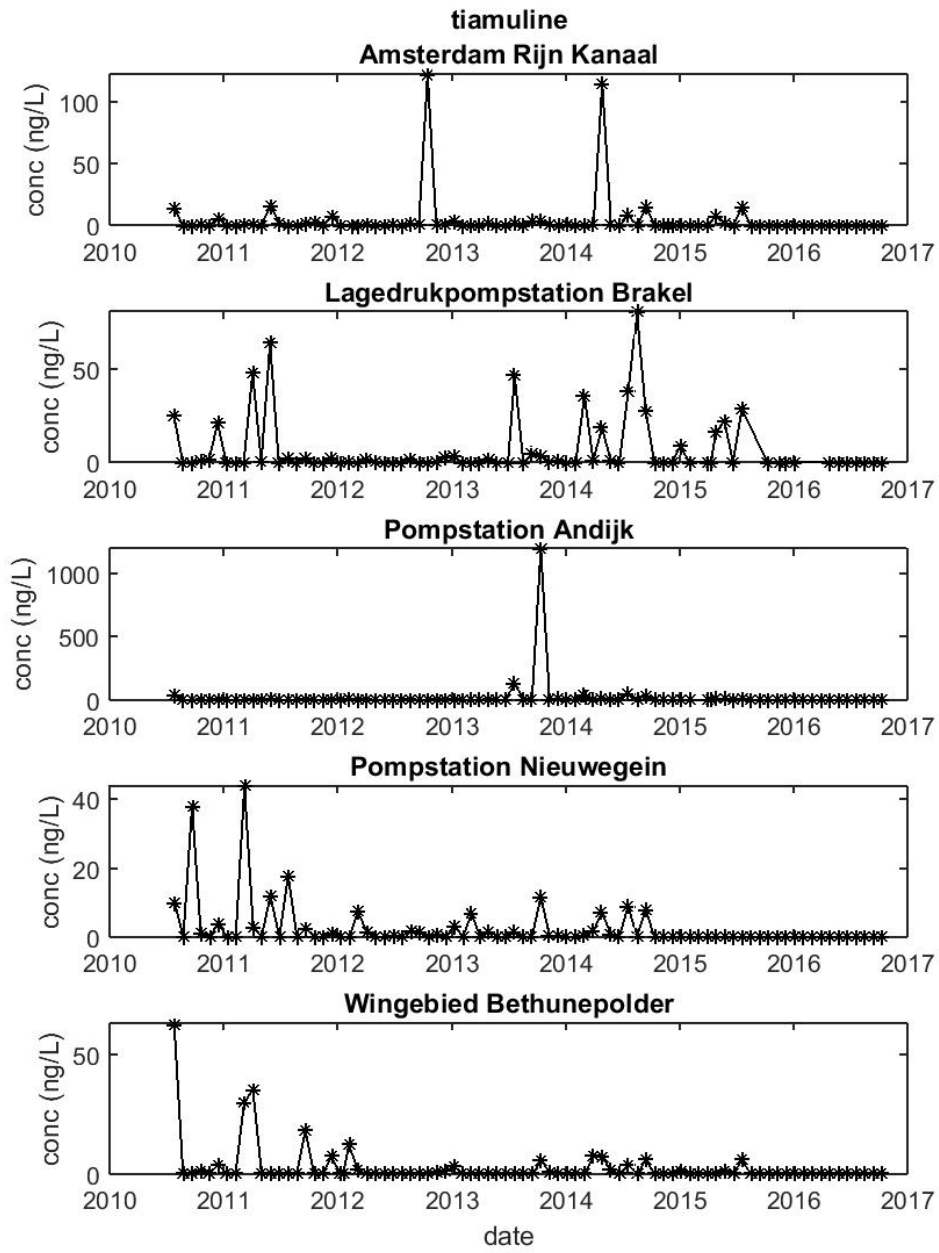 tiamuline
Amsterdam Rijn Kanaal
conc (ng/L)
100
50
0
2010 2011 2012 2013 2014 2015 2016 2017
Lagedrukpompstation Brakel
conc (ng/L)
50
0
2010 2011 2012 2013 2014 2015 2016 2017
Pompstation Andijk
conc (ng/L)
1000
500
0
2010 2011 2012 2013 2014 2015 2016 2017
Pompstation Nieuwegein
conc (ng/L)
40
20
0
2010 2011 2012 2013 2014 2015 2016 2017
Wingebied Bethunepolder
conc (ng/L)
50
0
2010 2011 2012 2013 2014 2015 2016 2017
date